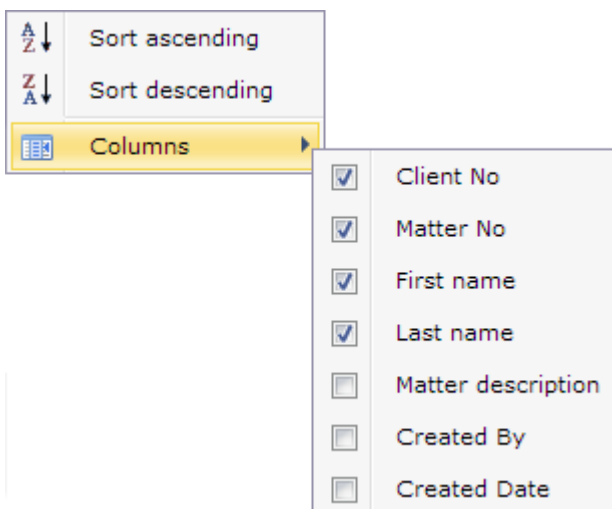 Sort ascending
Sort descending
Columns
Client No
Matter No
First name
Last name
Matter description
Created By
Created Date